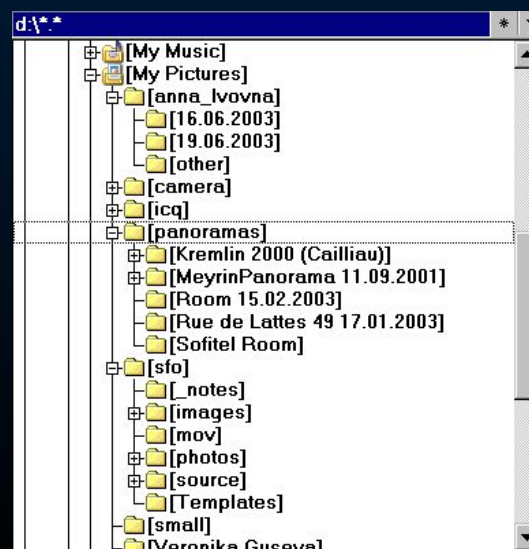 d:\*.*
*
[My Music]
[My Pictures]
[anna_lvovna]
[16.06.2003]
[19.06.2003]
[other]
[camera]
[icq]
[panoramas]
[Kremlin 2000 (Cailliau)]
[MeyrinPanorama 11.09.2001]
[Room 15.02.2003]
[Rue de Lattes 49 17.01.2003]
[Sofitel Room]
[sfo]
[_notes]
[images]
[mov]
[photos]
[source]
[Templates]
[small]
[Veronika Guseva]